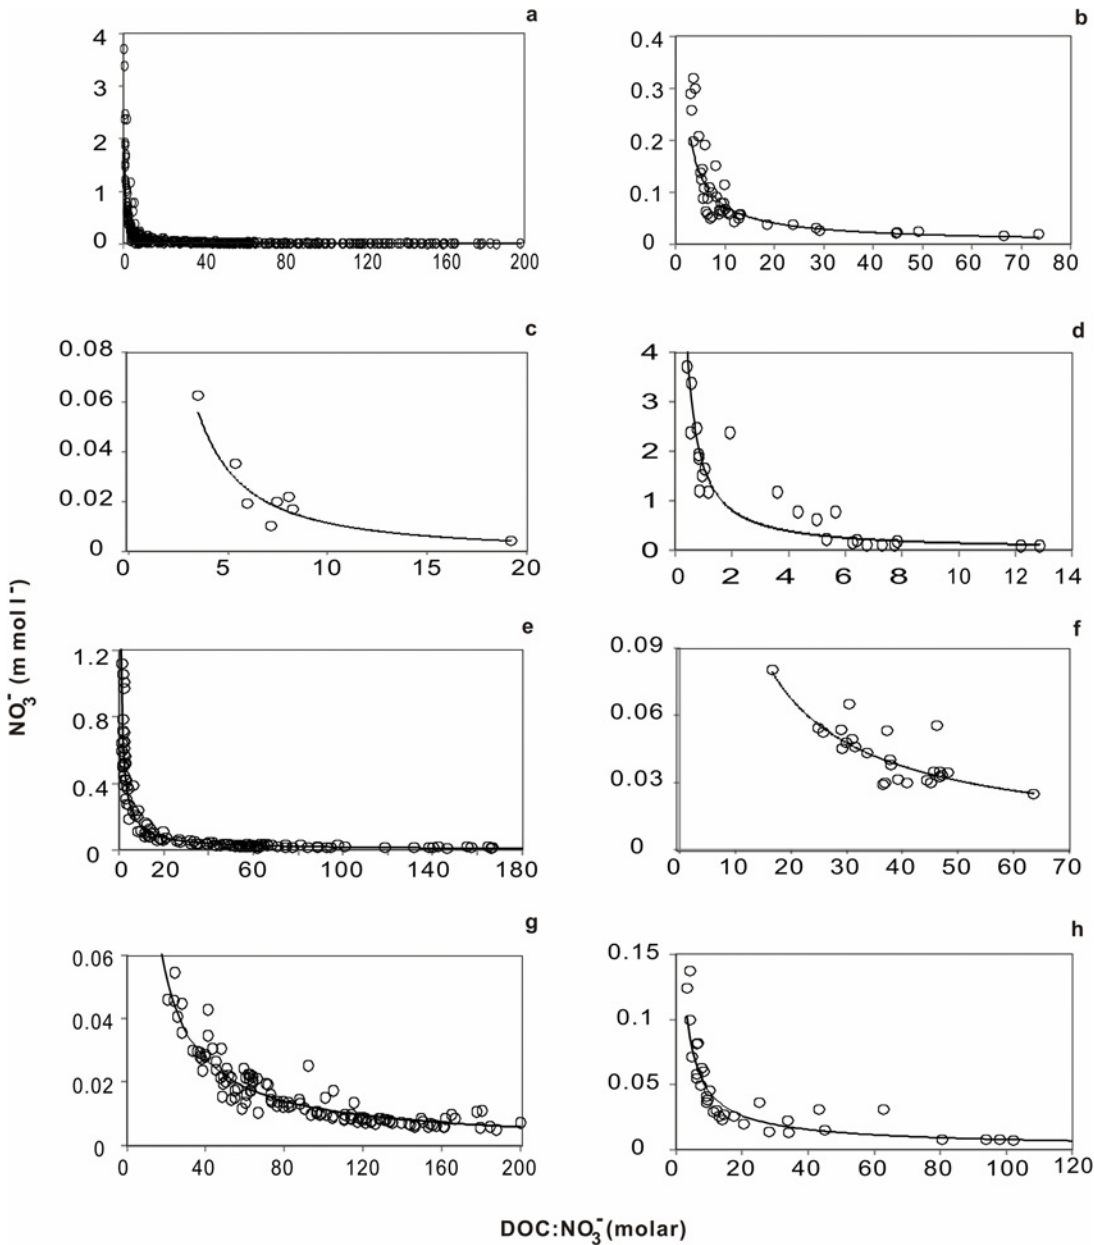 a
4
3
2
1
0
0 40 80 120 160 200
b
0.4
0.3
0.2
0.1
0
0 10 20 30 40 50 60 70 80
c
0.08
0.06
0.04
0.02
0
0 5 10 15 20
d
4
3
2
1
0
0 2 4 6 8 10 12 14
NO3- (m mol l-)
e
1.2
0.8
0.4
0
0 20 60 100 140 180
f
0.09
0.06
0.03
0
0 10 20 30 40 50 60 70
g
0.06
0.04
0.02
0
0 40 80 120 160 200
h
0.15
0.1
0.05
0
0 20 40 60 80 100 120
DOC:NO3- (molar)